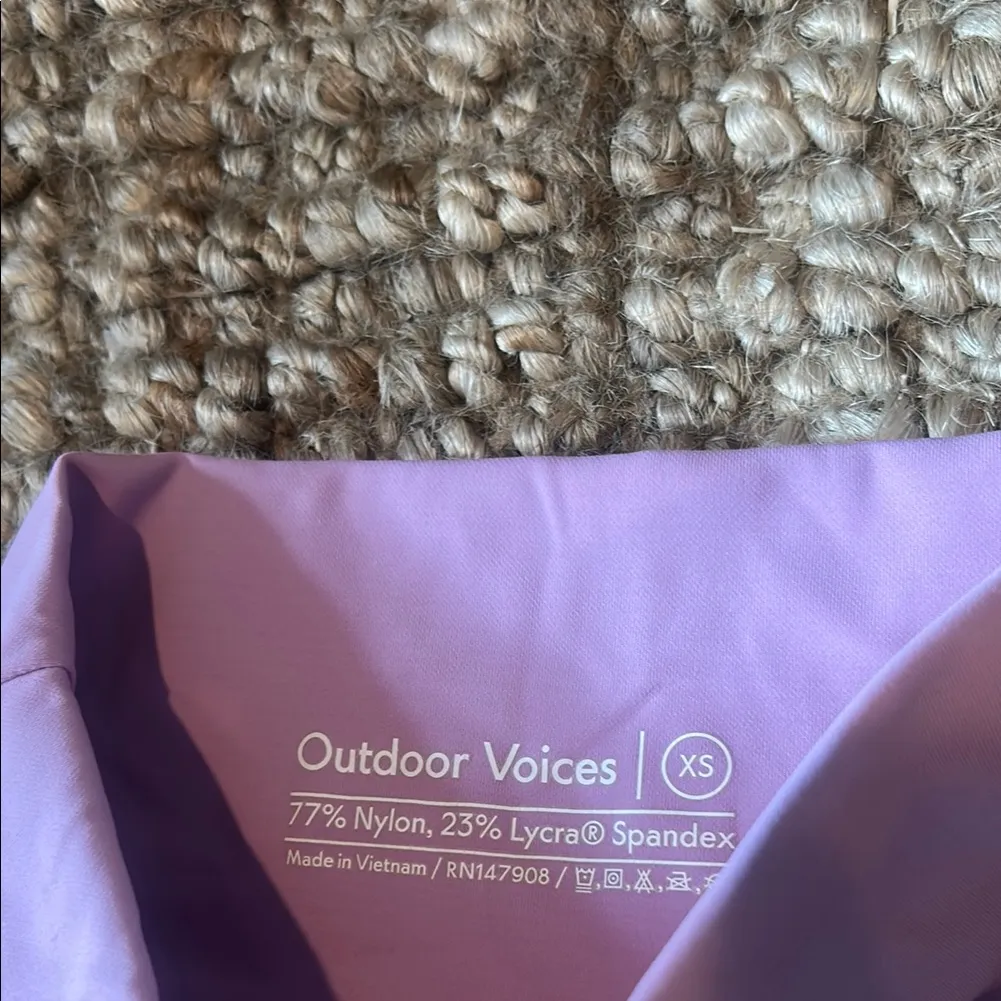 Outdoor Voices | XS
77% Nylon, 23% Lycra® Spandex
Made in Vietnam / RN147908 /